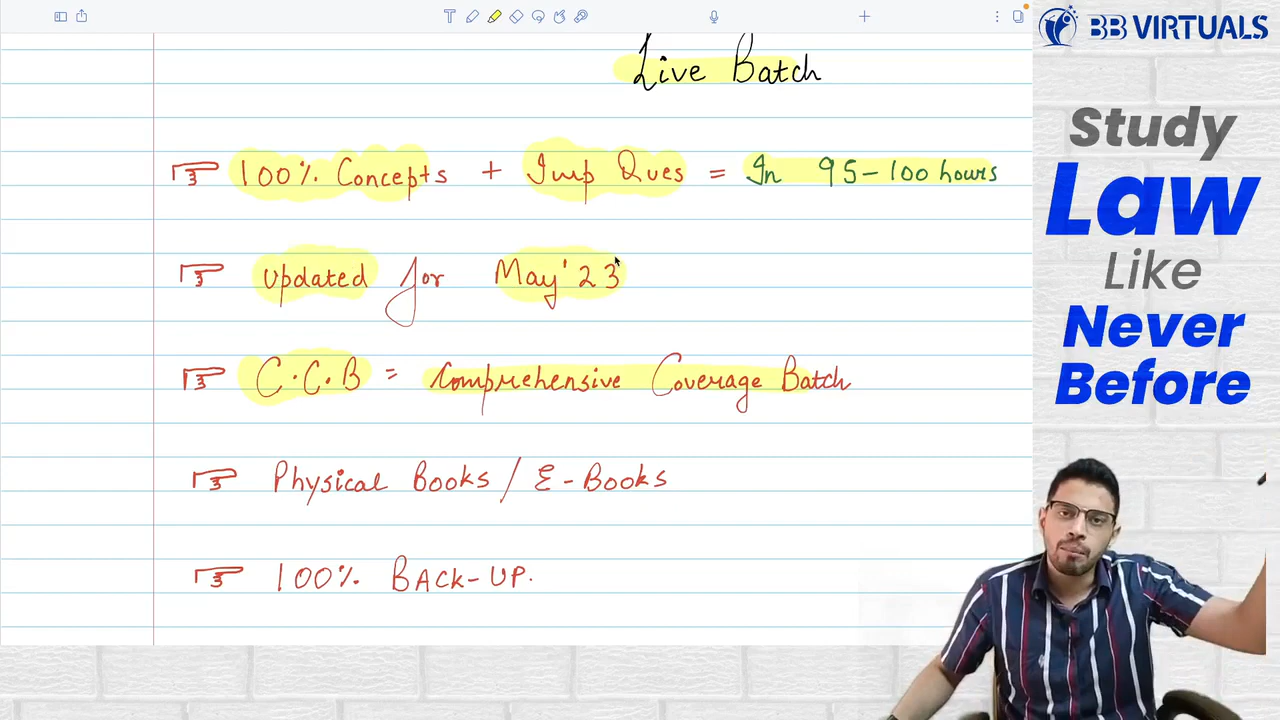 BB VIRTUALS
Live Batch
100% Concepts + Imp Ques = In 95-100 hours
Updated for May'23
C.C.B = Comprehensive Coverage Batch
Physical Books / E-Books
100% BACK-UP.
Study
Law
Like
Never
Before